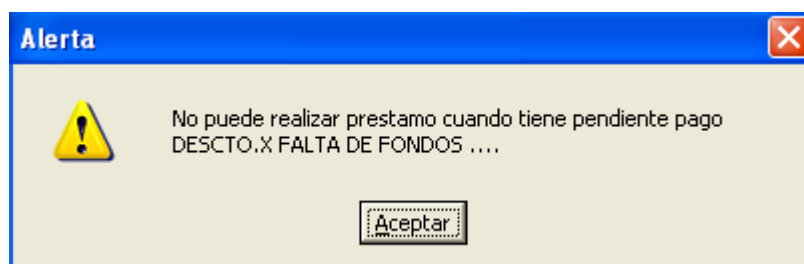 Alerta
No puede realizar prestamo cuando tiene pendiente pago
DESCTO.X FALTA DE FONDOS ....
Aceptar